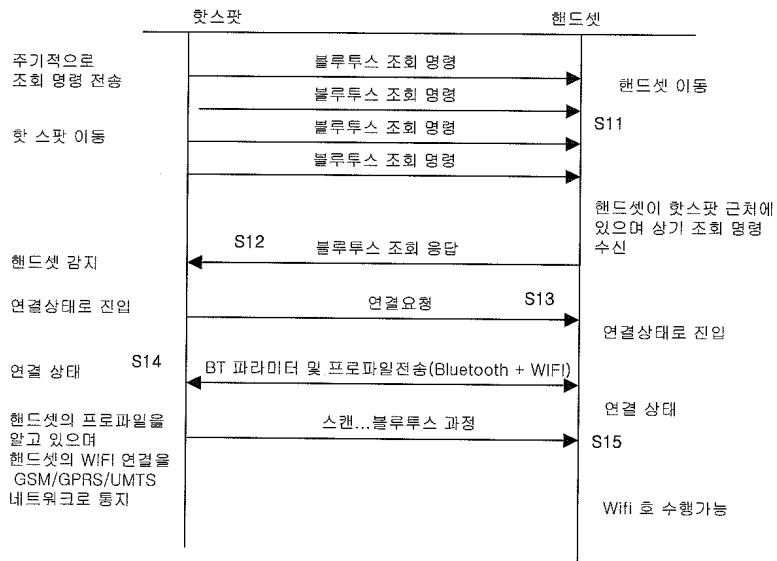 핫스팟
핸드셋
주기적으로
조회 명령 전송
블루투스 조회 명령
핸드셋 이동
블루투스 조회 명령
S11
핫 스팟 이동
블루투스 조회 명령
블루투스 조회 명령
핸드셋이 핫스팟 근처에
있으며 상기 조회 명령
수신
S12
블루투스 조회 응답
핸드셋 감지
연결상태로 진입
연결요청
S13
연결상태로 진입
S14
연결 상태
BT 파라미터 및 프로파일전송(Bluetooth + WIFI)
연결 상태
핸드셋의 프로파일을
알고 있으며
핸드셋의 WIFI 연결을
GSM/GPRS/UMTS
네트워크로 통지
스캔...블루투스 과정
S15
Wifi 호 수행가능